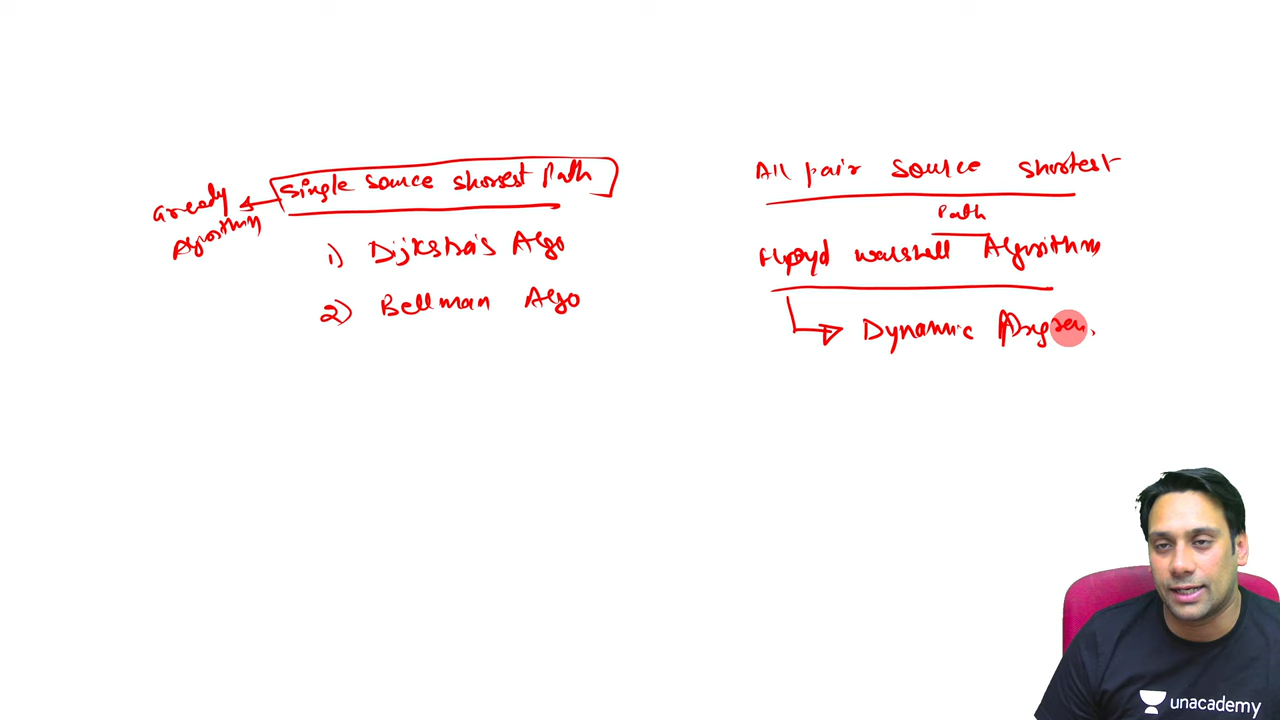 Single source shortest Path
Greedy
Algorithm
1) Dijkstra's Algo
2) Bellman Algo
All pair source shortest
Path
Floyd warshall Algorithm
Dynamic
unacademy